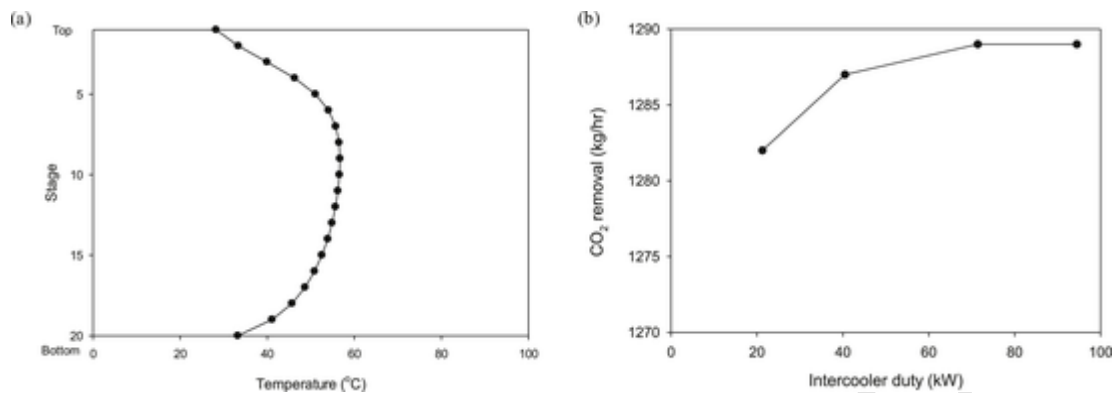 (a)
Top
5
10
15
20
Bottom
Stage
0 20 40 60 80 100
Temperature (⁰C)
(b)
1290
1285
1280
1275
1270
CO₂ removal (kg/hr)
0 20 40 60 80 100
Intercooler duty (kW)